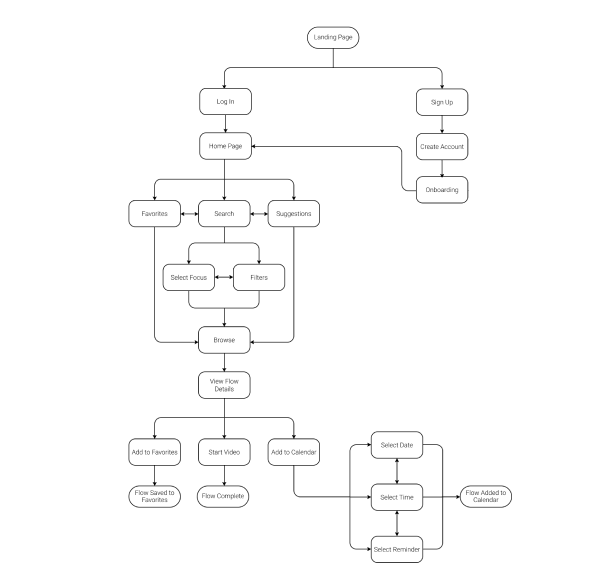 Landing Page
Log In
Sign Up
Home Page
Create Account
Onboarding
Favorites
Search
Suggestions
Select Focus
Filters
Browse
View Flow
Details
Add to Favorites
Start Video
Add to Calendar
Select Date
Flow Saved to
Favorites
Flow Complete
Select Time
Flow Added to
Calendar
Select Reminder